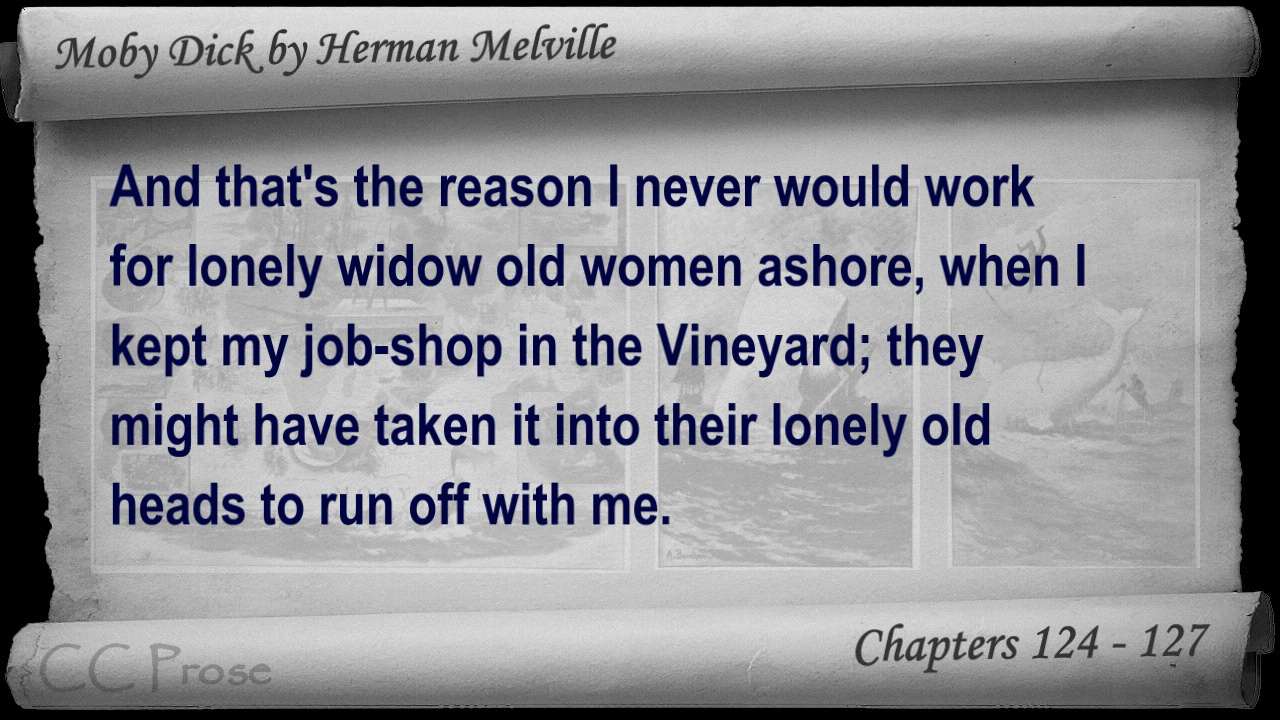 Moby Dick by Herman Melville
And that's the reason I never would work
for lonely widow old women ashore, when I
kept my job-shop in the Vineyard; they
might have taken it into their lonely old
heads to run off with me.
Chapters 124 - 127
CC Prose